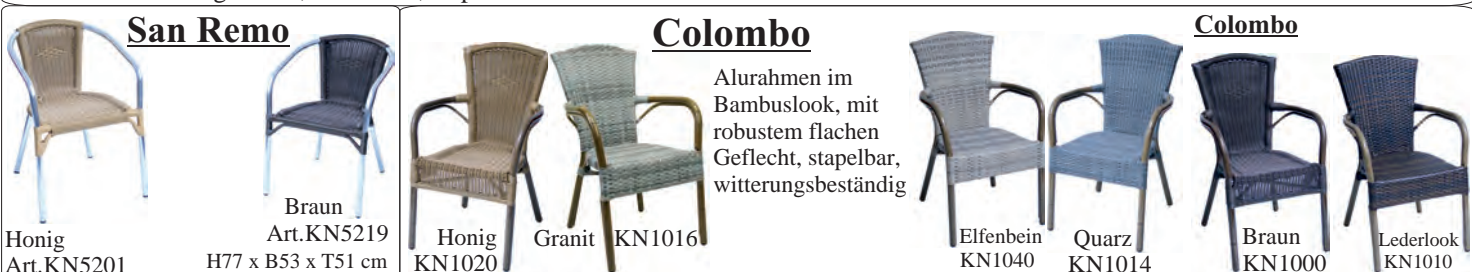 San Remo
Braun
Art.KN5219
Honig
Art.KN5201
H77 x B53 x T51 cm
Colombo
Alurahmen im
Bambuslook, mit
robustem flachen
Geflecht, stapelbar,
witterungsbeständig
Honig
KN1020
Granit KN1016
Colombo
Elfenbein
KN1040
Quarz
KN1014
Braun
KN1000
Lederlook
KN1010